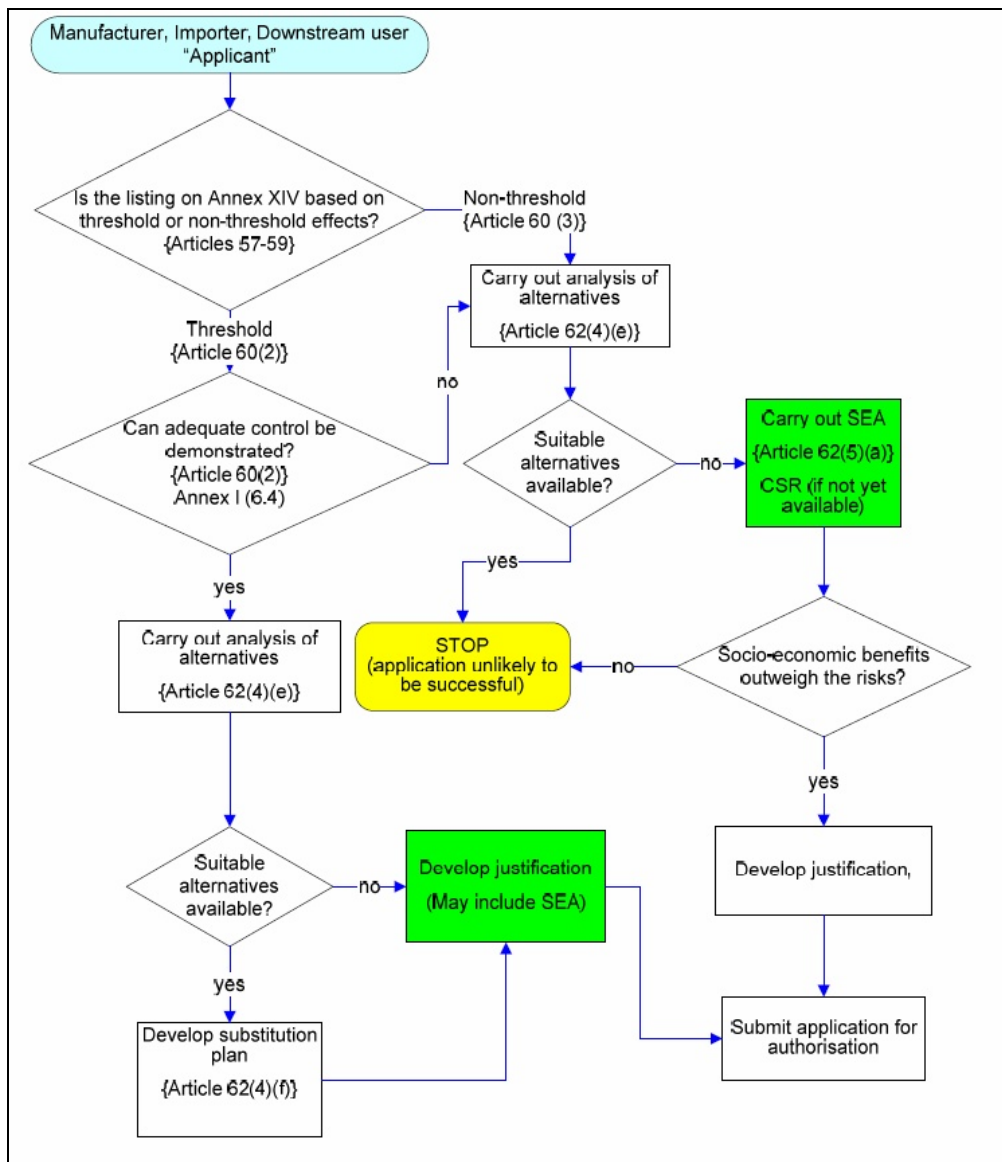 Manufacturer, Importer, Downstream user
“Applicant”
Is the listing on Annex XIV based on
threshold or non-threshold effects?
{Articles 57-59}
Non-threshold
{Article 60 (3)}
Carry out analysis of
alternatives
{Article 62(4)(e)}
Threshold
{Article 60(2)}
no
Can adequate control be
demonstrated?
{Article 60(2)}
Annex I (6.4)
Suitable
alternatives
available?
no
Carry out SEA
{Article 62(5)(a)}
CSR (if not yet
available)
yes
yes
Carry out analysis of
alternatives
{Article 62(4)(e)}
STOP
(application unlikely to
be successful)
no
Socio-economic benefits
outweigh the risks?
yes
Suitable
alternatives
available?
no
Develop justification
(May include SEA)
Develop justification,
yes
Develop substitution
plan
{Article 62(4)(f)}
Submit application for
authorisation